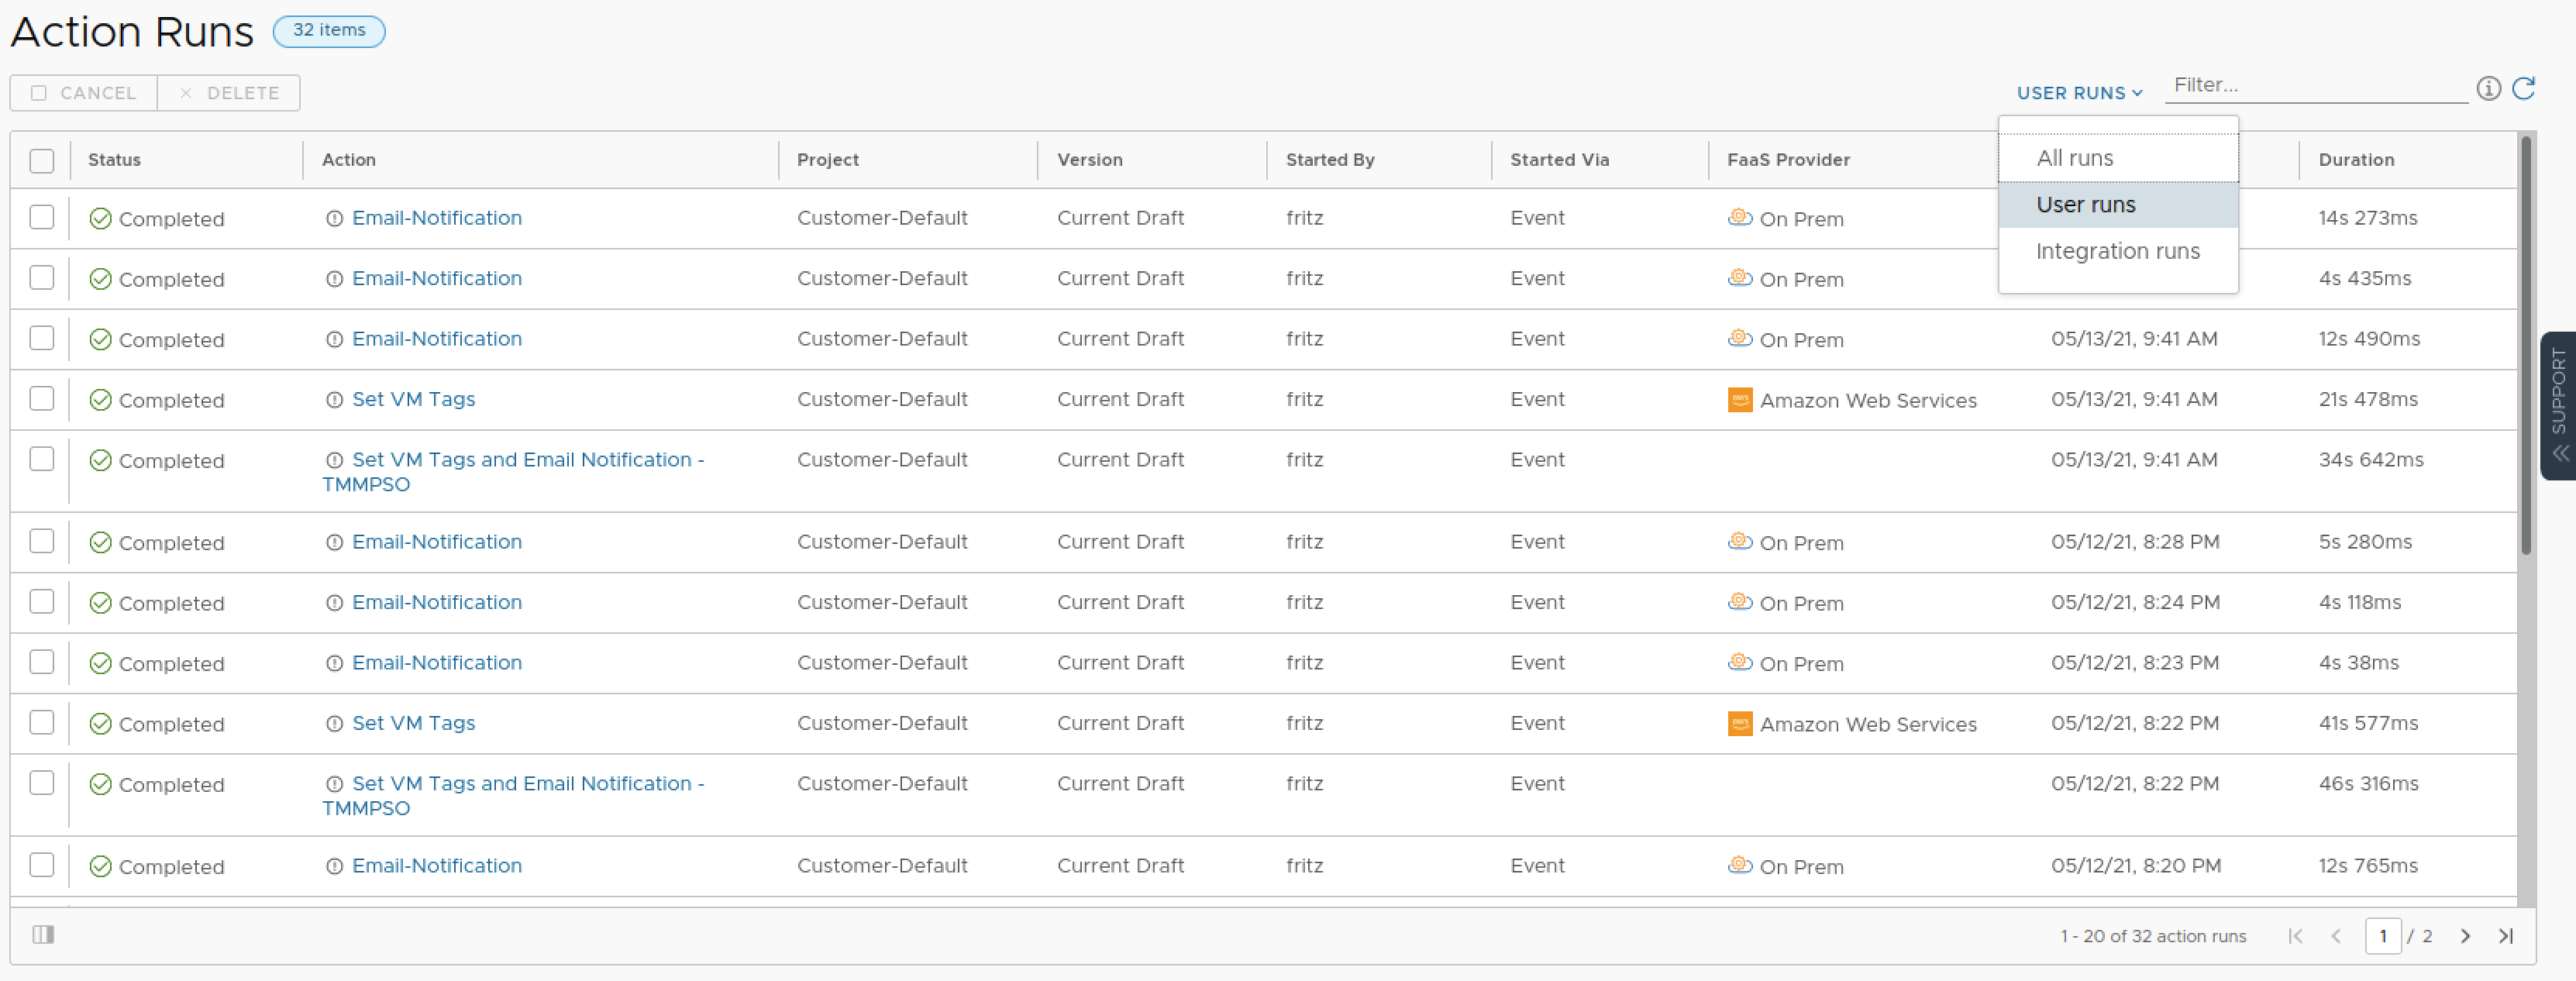 Action Runs 32 items
CANCEL DELETE USER RUNS Filter...
Status Action Project Version Started By Started Via FaaS Provider Duration
All runs
User runs
Integration runs
Completed Email-Notification Customer-Default Current Draft fritz Event On Prem 14s 273ms
Completed Email-Notification Customer-Default Current Draft fritz Event On Prem 4s 435ms
Completed Email-Notification Customer-Default Current Draft fritz Event On Prem 05/13/21, 9:41 AM 12s 490ms
Completed Set VM Tags Customer-Default Current Draft fritz Event aws Amazon Web Services 05/13/21, 9:41 AM 21s 478ms
Completed Set VM Tags and Email Notification - Customer-Default Current Draft fritz Event 05/13/21, 9:41 AM 34s 642ms
TMMPSO
Completed Email-Notification Customer-Default Current Draft fritz Event On Prem 05/12/21, 8:28 PM 5s 280ms
Completed Email-Notification Customer-Default Current Draft fritz Event On Prem 05/12/21, 8:24 PM 4s 118ms
Completed Email-Notification Customer-Default Current Draft fritz Event On Prem 05/12/21, 8:23 PM 4s 38ms
Completed Set VM Tags Customer-Default Current Draft fritz Event aws Amazon Web Services 05/12/21, 8:22 PM 41s 577ms
Completed Set VM Tags and Email Notification - Customer-Default Current Draft fritz Event 05/12/21, 8:22 PM 46s 316ms
TMMPSO
Completed Email-Notification Customer-Default Current Draft fritz Event On Prem 05/12/21, 8:20 PM 12s 765ms
1 - 20 of 32 action runs 1 / 2
SUPPORT